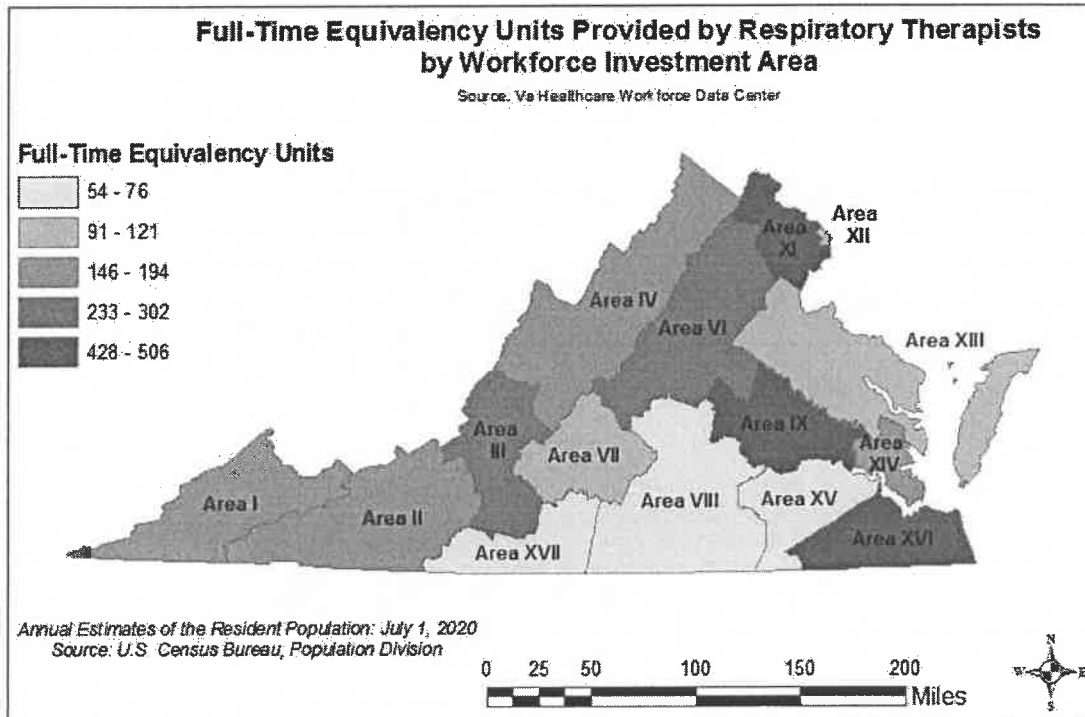 Full-Time Equivalency Units Provided by Respiratory Therapists
by Workforce Investment Area
Source. Va Healthcare Work force Data Center
Full-Time Equivalency Units
54 - 76
91 - 121
146 - 194
233 - 302
428 - 506
Area
XII
Area
XI
Area IV
Area VI
Area XIII
Area
III
Area IX
Area
XIV
Area VII
Area I
Area II
Area VIII
Area XV
Area XVII
Area XVI
Annual Estimates of the Resident Population: July 1, 2020
Source: U.S Census Bureau, Population Division
0 25 50 100 150 200
Miles
N
W E
S